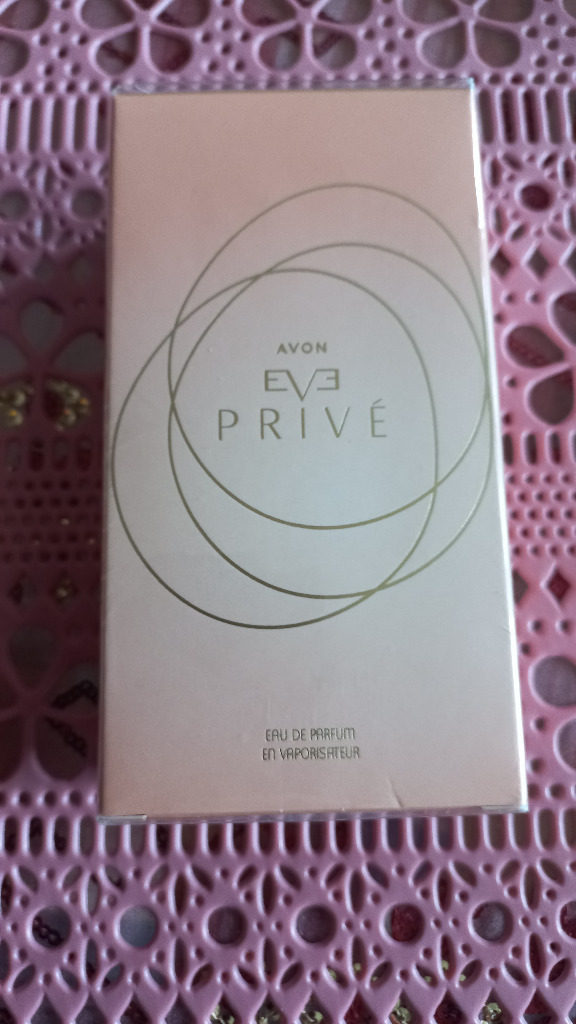 AVON
EVE
PRIVÉ
EAU DE PARFUM
EN VAPORISATEUR